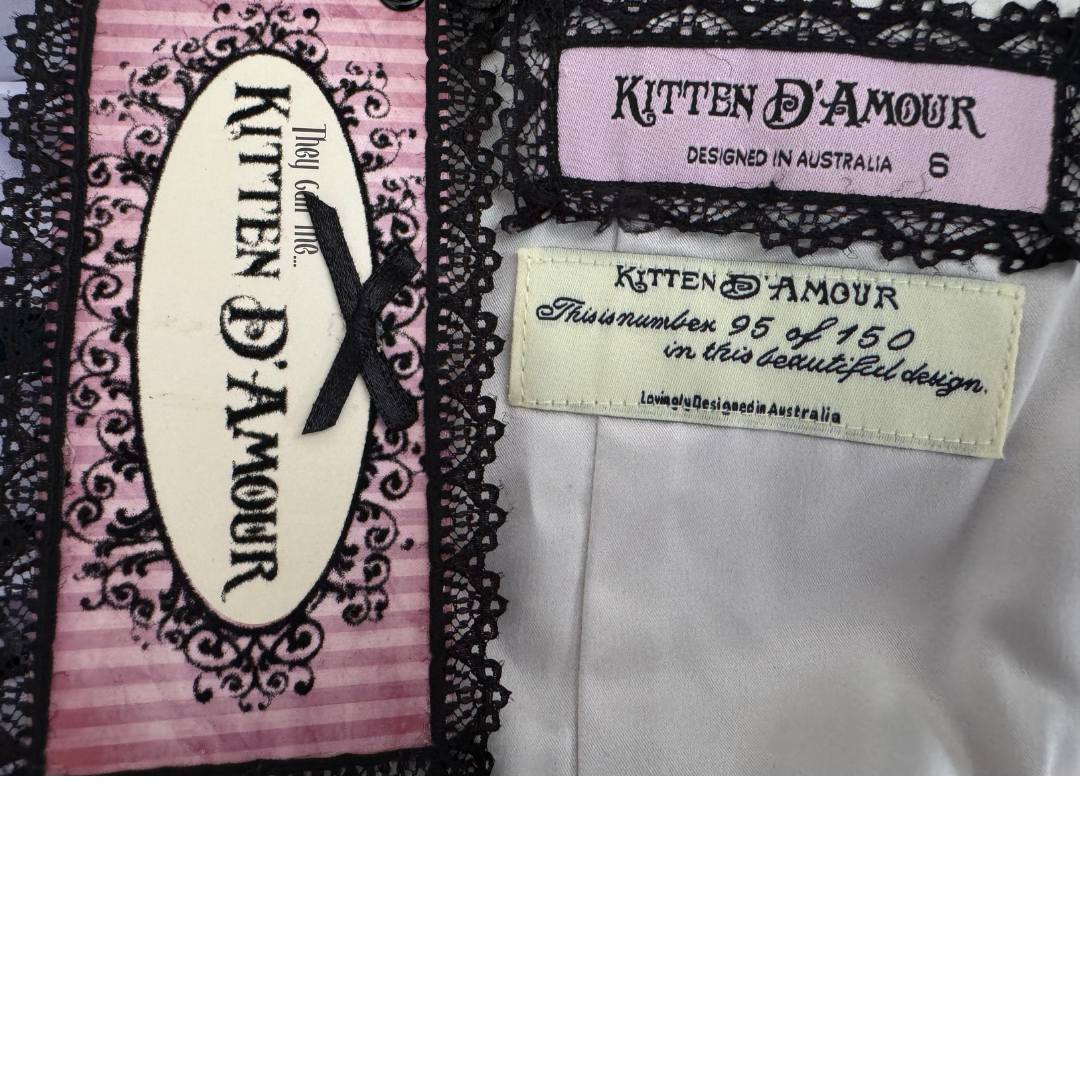 They call me...
KITTEN D'AMOUR
KITTEN D'AMOUR
DESIGNED IN AUSTRALIA 6
KITTEN D'AMOUR
This is number 95 of 150
in this beautiful design.
Lovingly Designed in Australia